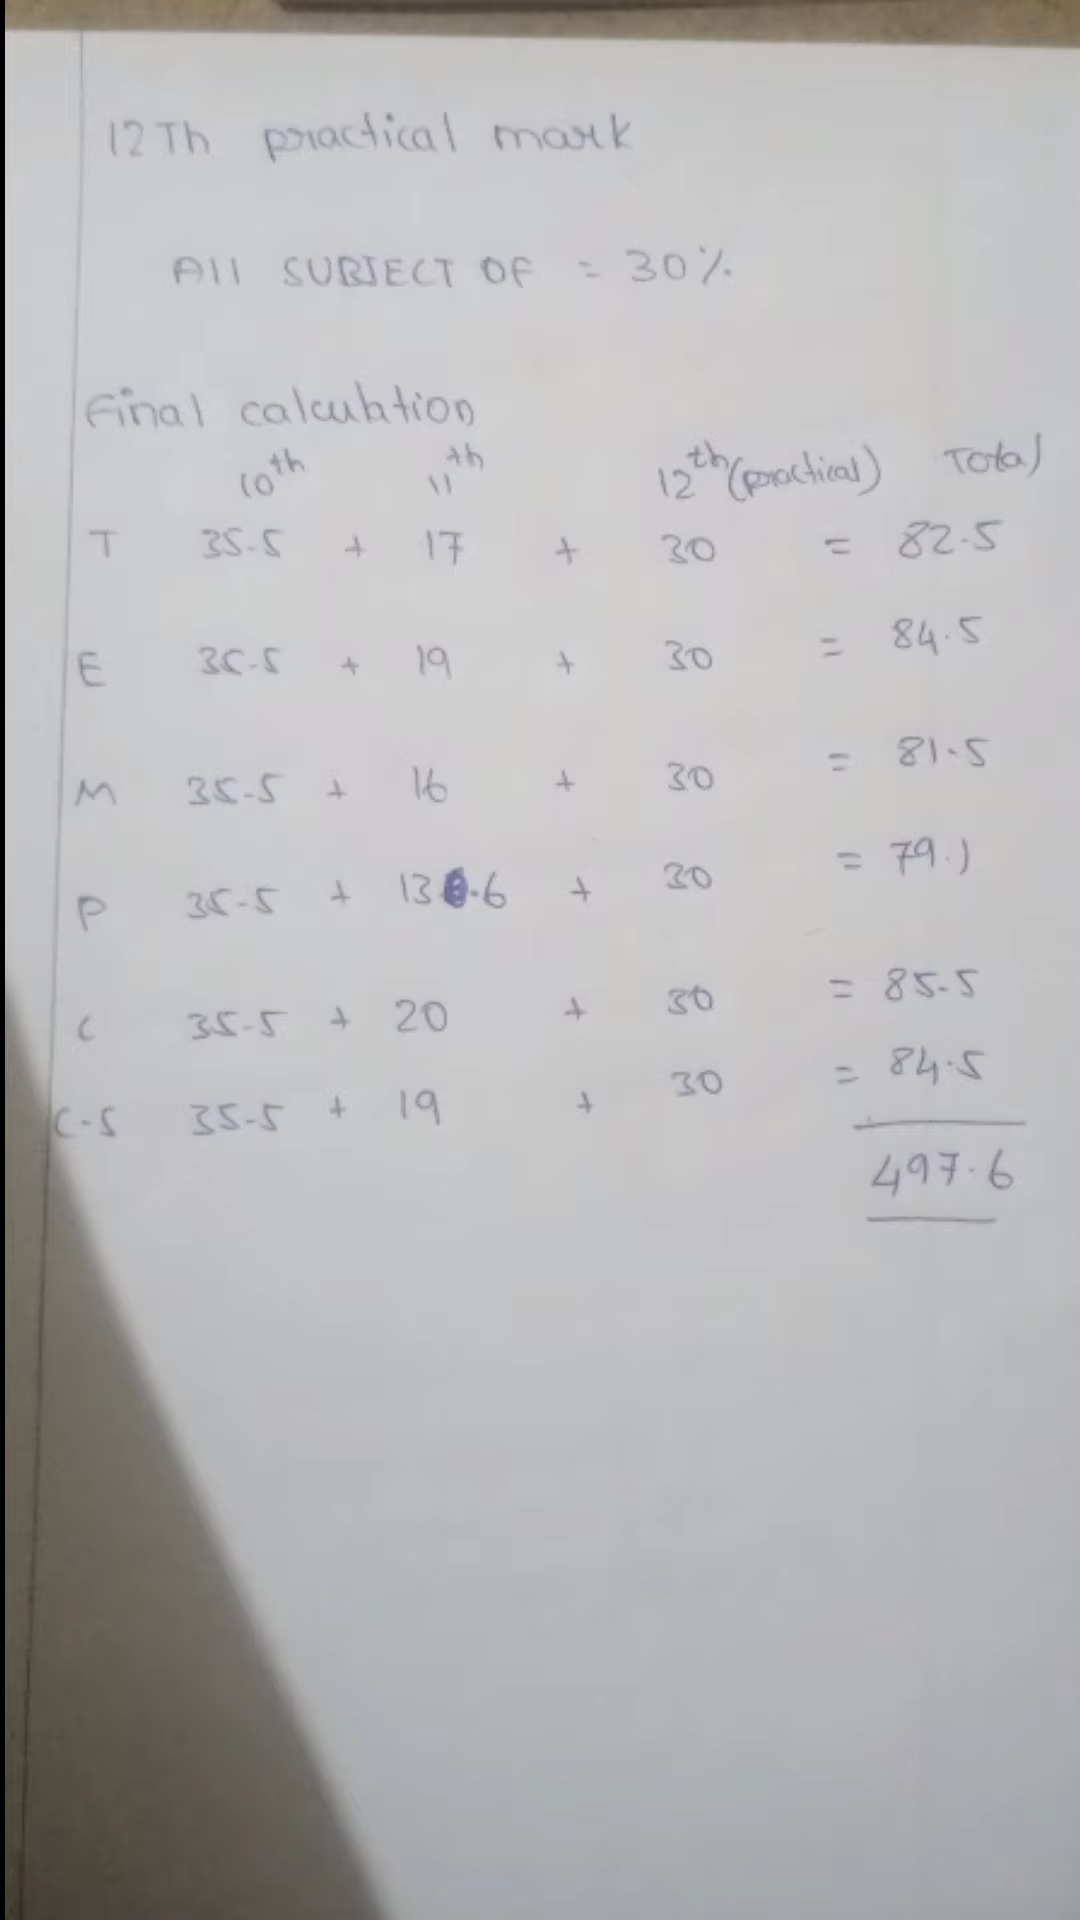 12Th practical mark
All SUBJECT OF = 30%
Final calculation
10th 11th 12th (practical) Total
T 35.5 + 17 + 30 = 82.5
E 35.5 + 19 + 30 = 84.5
M 35.5 + 16 + 30 = 81.5
P 35.5 + 13.6 + 30 = 79.1
C 35.5 + 20 + 30 = 85.5
C-S 35.5 + 19 + 30 = 84.5
497.6